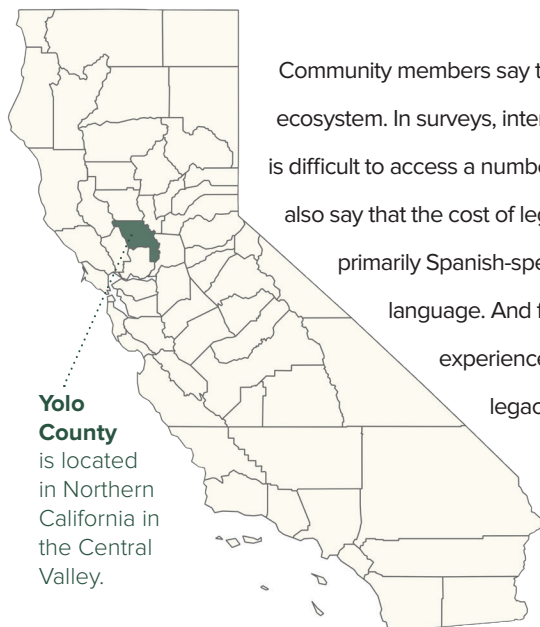 Community members say t
ecosystem. In surveys, inter
is difficult to access a numbe
also say that the cost of leg
primarily Spanish-spe
language. And f
experience
legac
Yolo
County
is located
in Northern
California in
the Central
Valley.